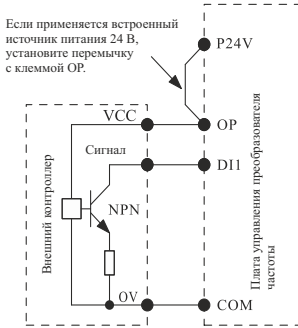 Если применяется встроенный
источник питания 24 В,
установите перемычку
с клеммой ОР.
P24V
VCC
OP
Сигнал
DI1
NPN
Внешний контроллер
Плата управления преобразователя
частоты
0V
COM